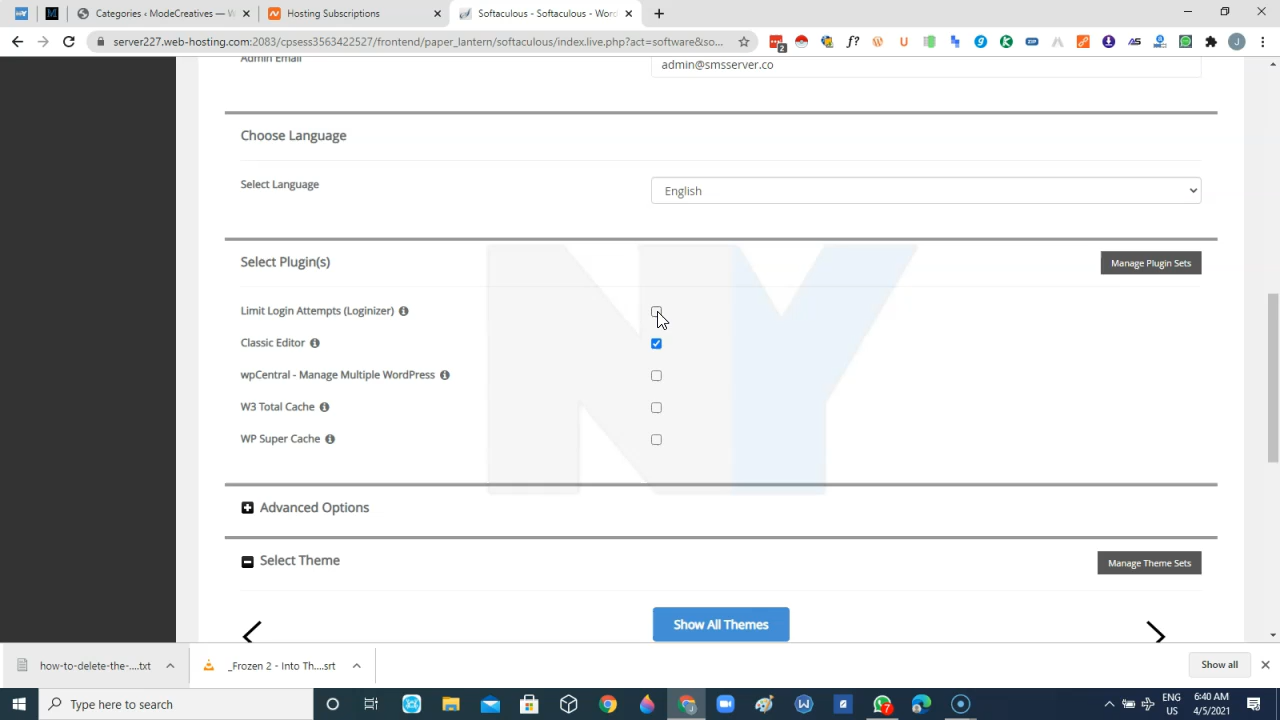 Categories ‹ ModeCreatives — W
Hosting Subscriptions
Softaculous - Softaculous - Wor
server227.web-hosting.com:2083/cpsess3563422527/frontend/paper_lantern/softaculous/index.live.php?act=software&so...
Admin Email
admin@smsserver.co
Choose Language
Select Language
English
Select Plugin(s)
Manage Plugin Sets
Limit Login Attempts (Loginizer)
Classic Editor
wpCentral - Manage Multiple WordPress
W3 Total Cache
WP Super Cache
NY
Advanced Options
Select Theme
Manage Theme Sets
Show All Themes
how-to-delete-the-....txt
_Frozen 2 - Into Th....srt
Show all
Type here to search
ENG
US
6:40 AM
4/5/2021